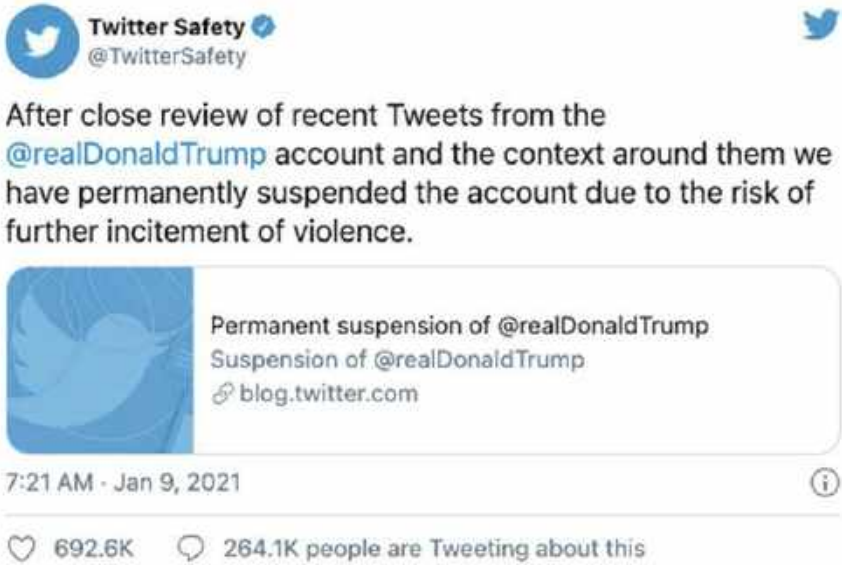 Twitter Safety
@TwitterSafety
After close review of recent Tweets from the
@realDonaldTrump account and the context around them we
have permanently suspended the account due to the risk of
further incitement of violence.
Permanent suspension of @realDonaldTrump
Suspension of @realDonaldTrump
blog.twitter.com
7:21 AM · Jan 9, 2021
692.6K 264.1K people are Tweeting about this